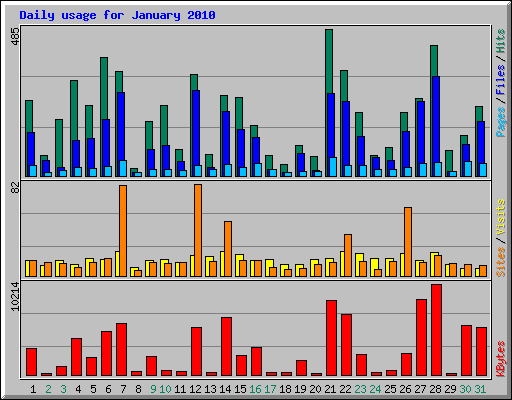 Daily usage for January 2010
485
Pages/Files/Hits
82
Sites/Visits
10214
KBytes
1 2 3 4 5 6 7 8 9 10 11 12 13 14 15 16 17 18 19 20 21 22 23 24 25 26 27 28 29 30 31